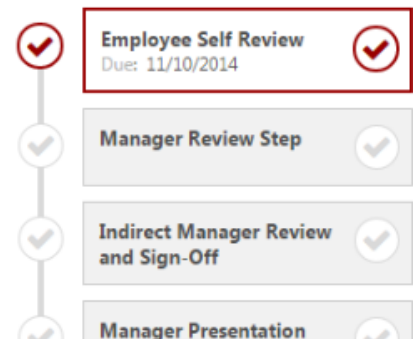 Employee Self Review
Due: 11/10/2014
Manager Review Step
Indirect Manager Review
and Sign-Off
Manager Presentation